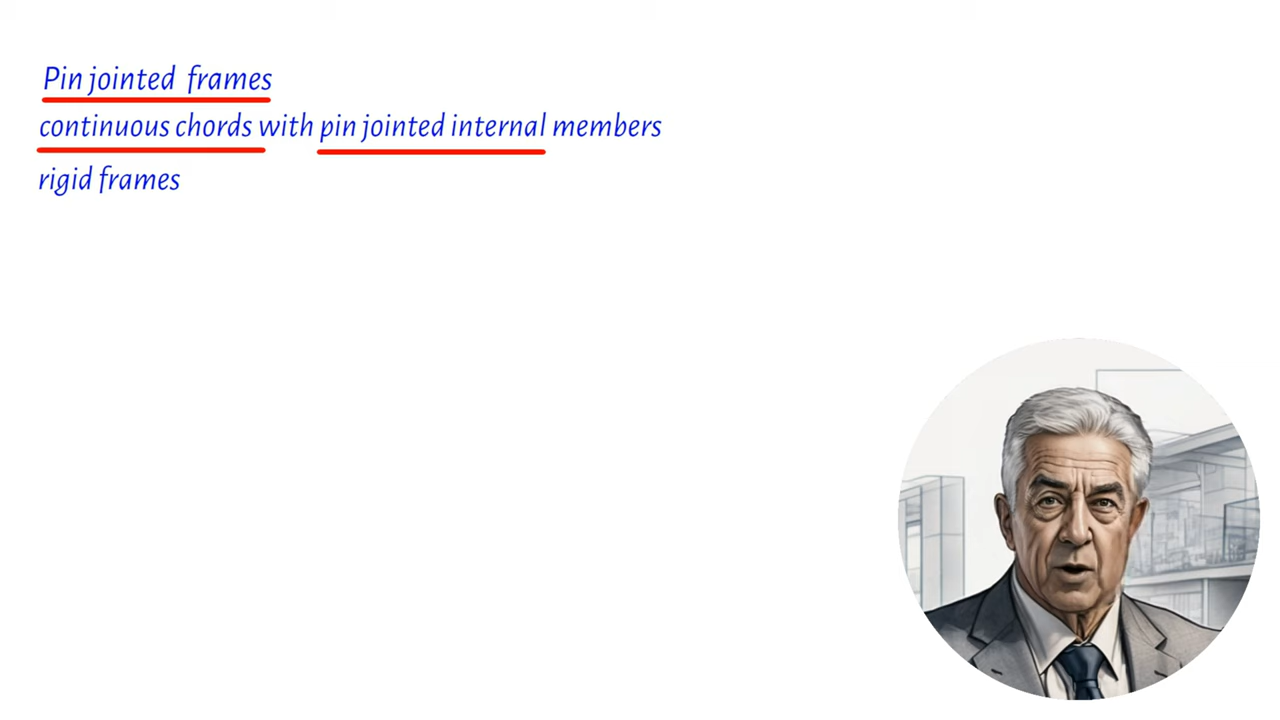 Pin jointed frames
continuous chords with pin jointed internal members
rigid frames